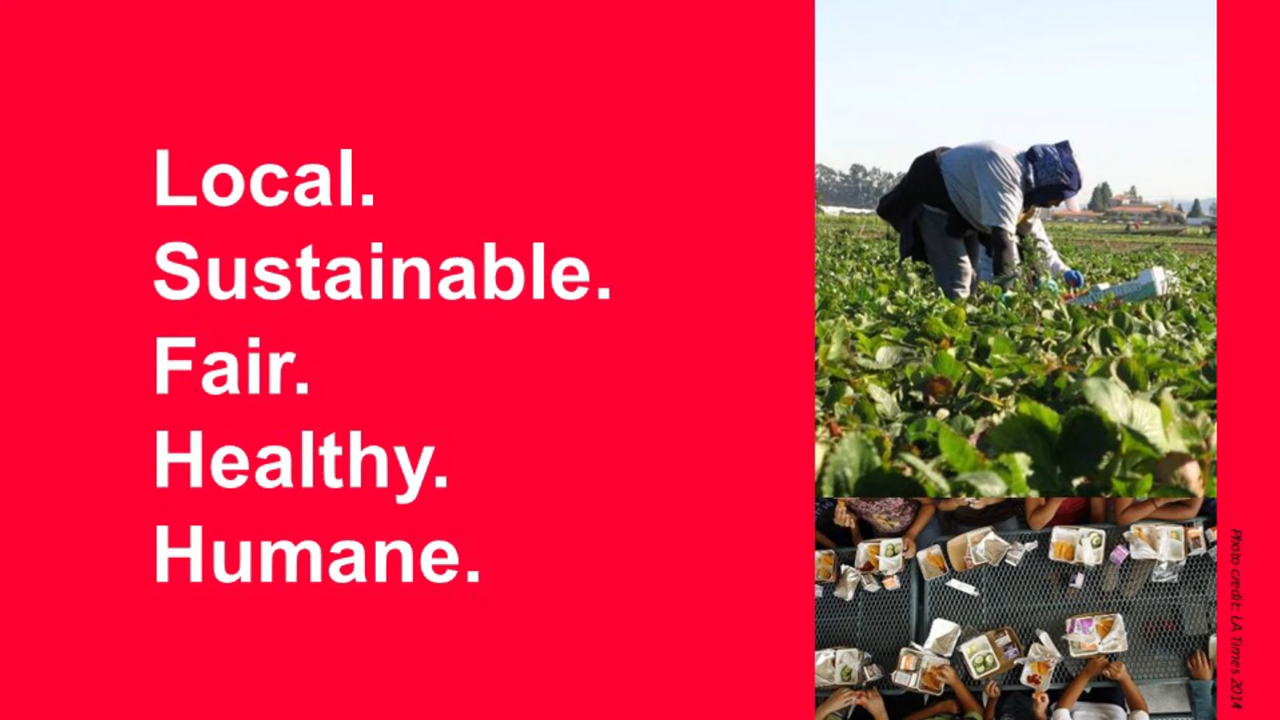 Local.
Sustainable.
Fair.
Healthy.
Humane.
Photo credit: LA Times 2014